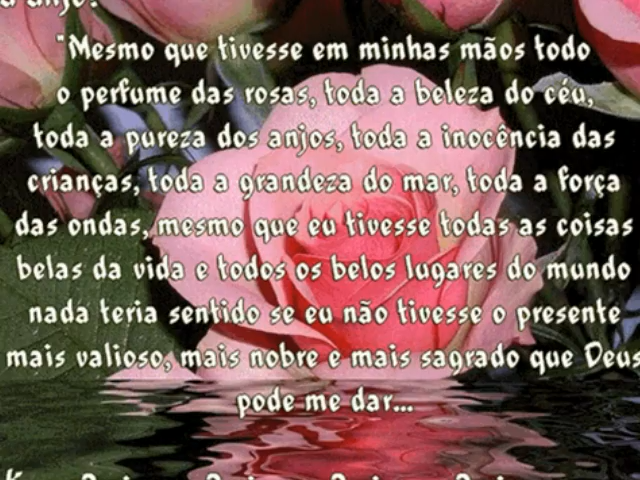 "Mesmo que tivesse em minhas mãos todo
o perfume das rosas, toda a beleza do céu,
toda a pureza dos anjos, toda a inocência das
crianças, toda a grandeza do mar, toda a força
das ondas, mesmo que eu tivesse todas as coisas
belas da vida e todos os belos lugares do mundo
nada teria sentido se eu não tivesse o presente
mais valioso, mais nobre e mais sagrado que Deus
pode me dar...